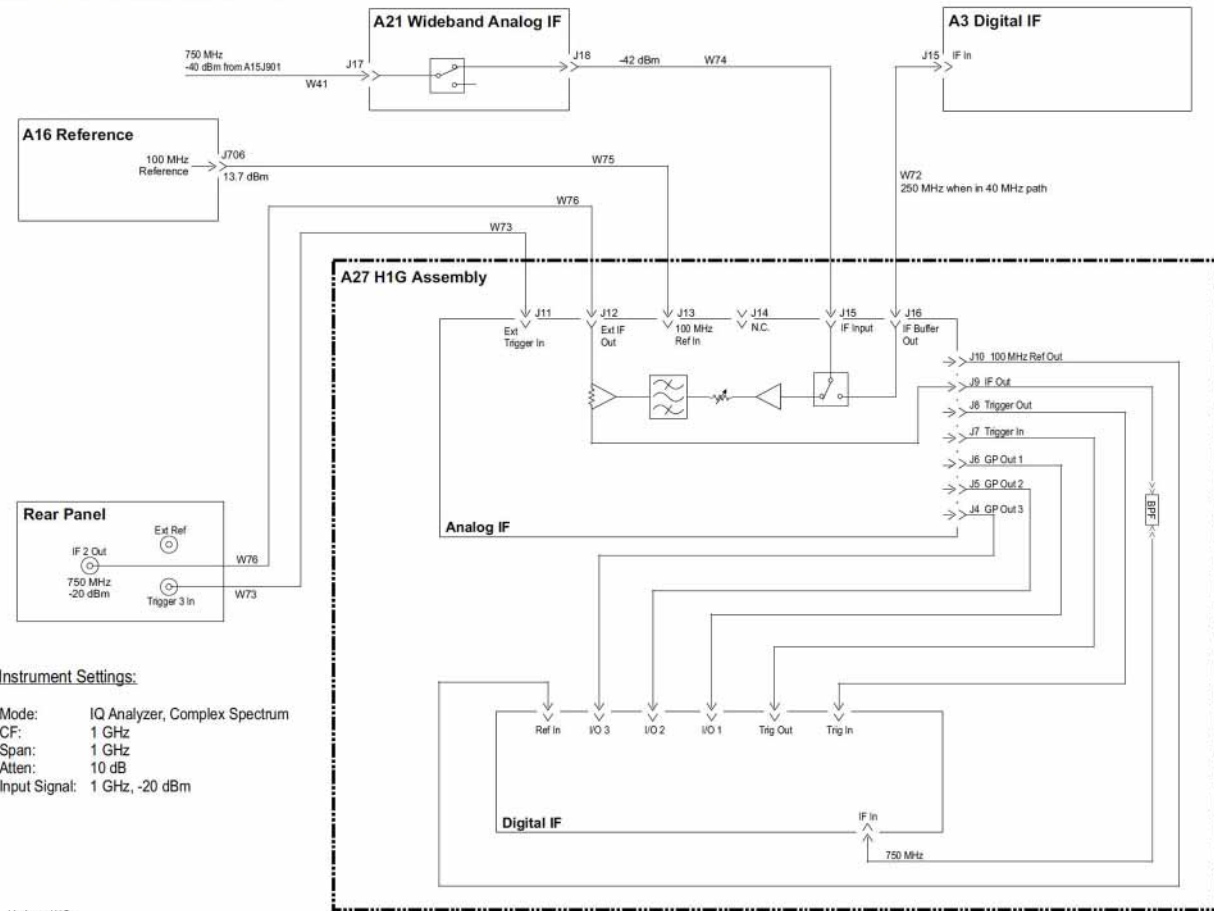 A21 Wideband Analog IF
A3 Digital IF
750 MHz
-40 dBm from A15J901
J17
W41
J18
-42 dBm
W74
J15
IF In
A16 Reference
100 MHz
Reference
J706
13.7 dBm
W75
W72
250 MHz when in 40 MHz path
W76
W73
A27 H1G Assembly
J11
Ext
Trigger In
J12
Ext IF
Out
J13
100 MHz
Ref In
J14
N.C.
J15
IF Input
J16
IF Buffer
Out
J10 100 MHz Ref Out
J9 IF Out
J8 Trigger Out
J7 Trigger In
J6 GP Out 1
J5 GP Out 2
J4 GP Out 3
BPF
Analog IF
Rear Panel
Ext Ref
IF 2 Out
750 MHz
-20 dBm
Trigger 3 In
W76
W73
Instrument Settings:
Mode: IQ Analyzer, Complex Spectrum
CF: 1 GHz
Span: 1 GHz
Atten: 10 dB
Input Signal: 1 GHz, -20 dBm
Ref In
I/O 3
I/O 2
I/O 1
Trig Out
Trig In
Digital IF
IF In
750 MHz